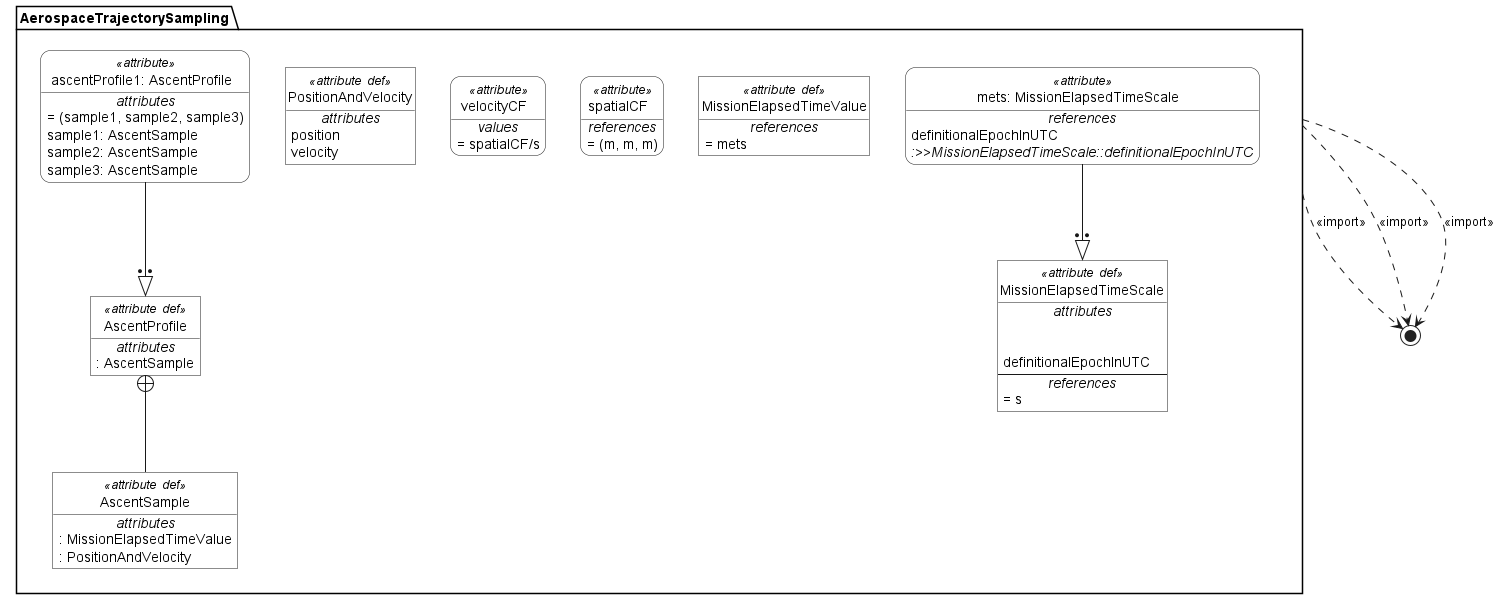 AerospaceTrajectorySampling
«attribute»
ascentProfile1: AscentProfile
attributes
= (sample1, sample2, sample3)
sample1: AscentSample
sample2: AscentSample
sample3: AscentSample
«attribute def»
PositionAndVelocity
attributes
position
velocity
«attribute»
velocityCF
values
= spatialCF/s
«attribute»
spatialCF
references
= (m, m, m)
«attribute def»
MissionElapsedTimeValue
references
= mets
«attribute»
mets: MissionElapsedTimeScale
references
definitionalEpochInUTC
:>>MissionElapsedTimeScale::definitionalEpochInUTC
«import»
«import»
«import»
«attribute def»
MissionElapsedTimeScale
attributes
definitionalEpochInUTC
references
= s
«attribute def»
AscentProfile
attributes
: AscentSample
«attribute def»
AscentSample
attributes
: MissionElapsedTimeValue
: PositionAndVelocity